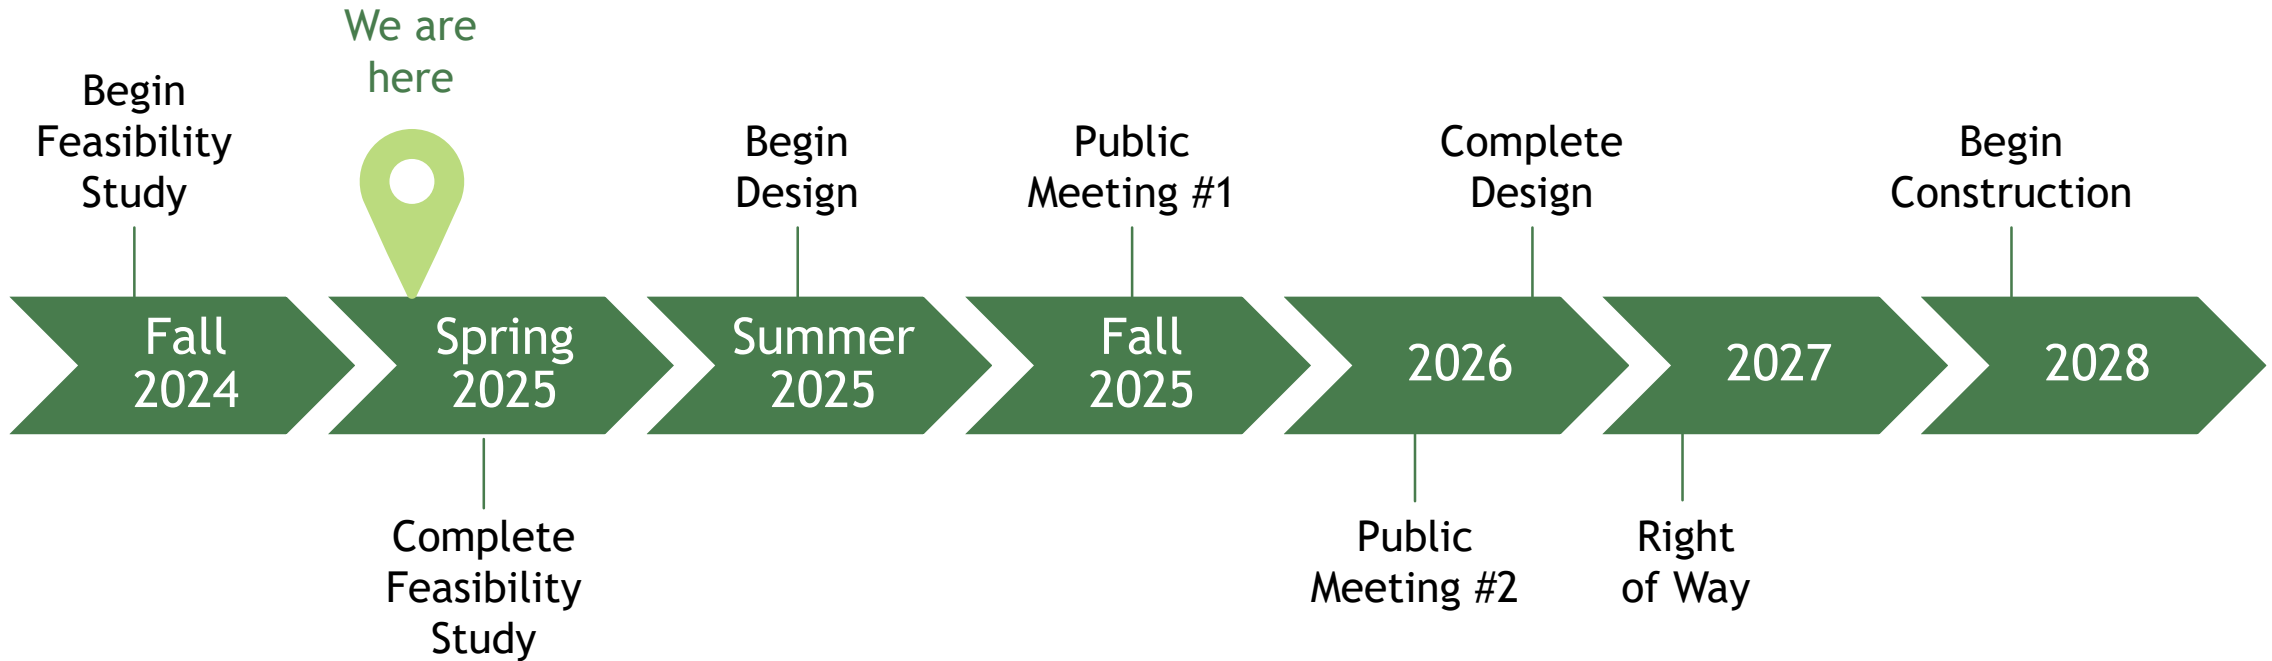 We are
here
Begin
Feasibility
Study
Begin
Design
Public
Meeting #1
Complete
Design
Begin
Construction
Fall
2024
Spring
2025
Summer
2025
Fall
2025
2026
2027
2028
Complete
Feasibility
Study
Public
Meeting #2
Right
of Way